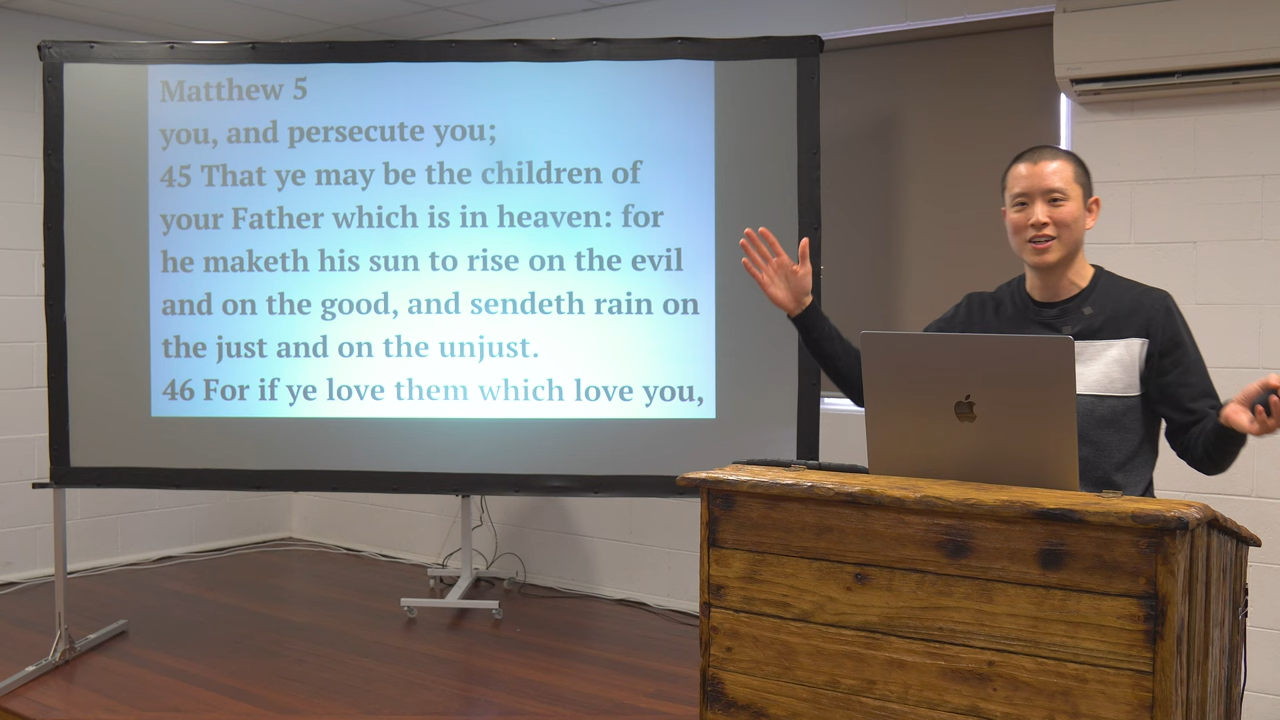 Matthew 5
you, and persecute you;
45 That ye may be the children of
your Father which is in heaven: for
he maketh his sun to rise on the evil
and on the good, and sendeth rain on
the just and on the unjust.
46 For if ye love them which love you,